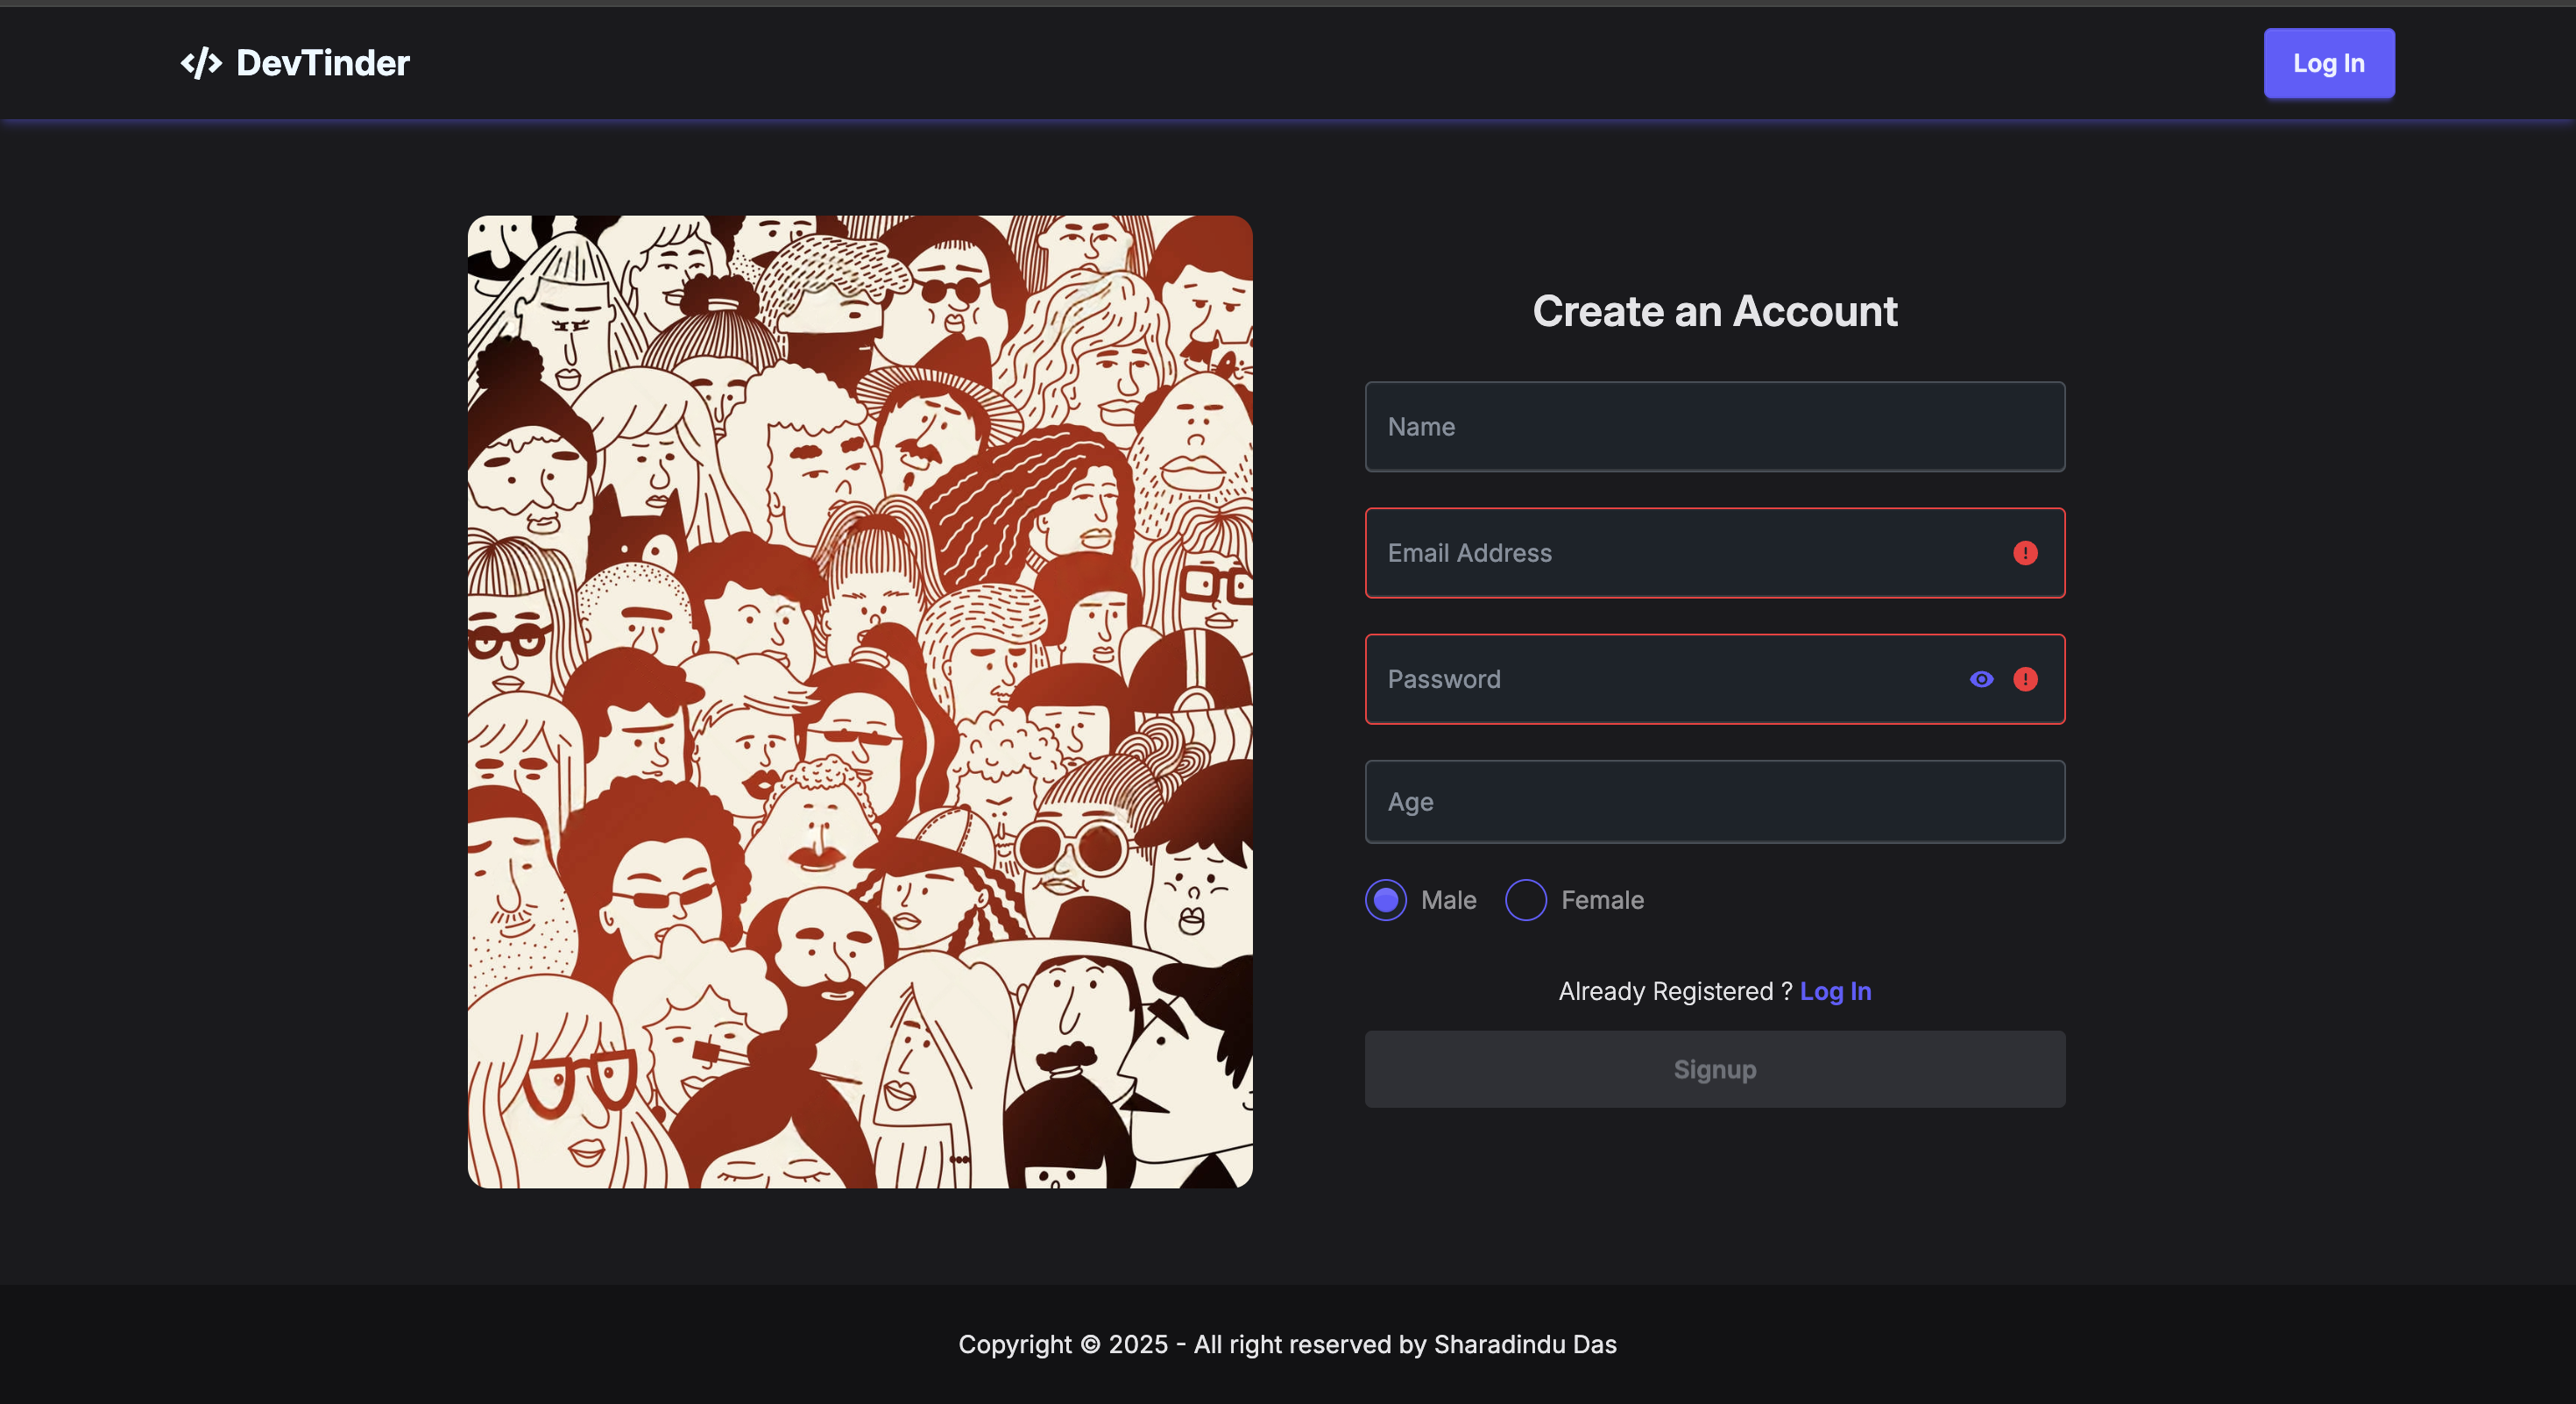 </> DevTinder
Log In
Create an Account
Name
Email Address
Password
Age
Male
Female
Already Registered ? Log In
Signup
Copyright © 2025 - All right reserved by Sharadindu Das